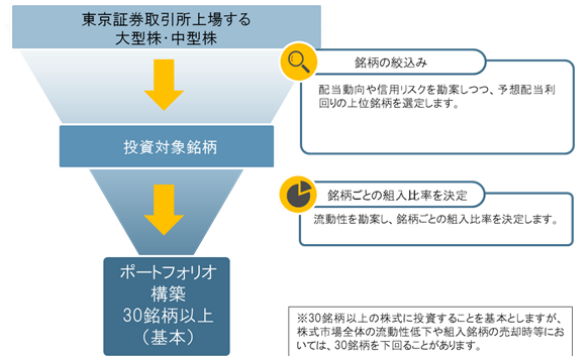 東京証券取引所上場する
大型株・中型株
銘柄の絞込み
配当動向や信用リスクを勘案しつつ、予想配当利
回りの上位銘柄を選定します。
投資対象銘柄
銘柄ごとの組入比率を決定
流動性を勘案し、銘柄ごとの組入比率を決定します。
ポートフォリオ
構築
30銘柄以上
（基本）
※30銘柄以上の株式に投資することを基本としますが、
株式市場全体の流動性低下や組入銘柄の売却時等にお
いては、30銘柄を下回ることがあります。